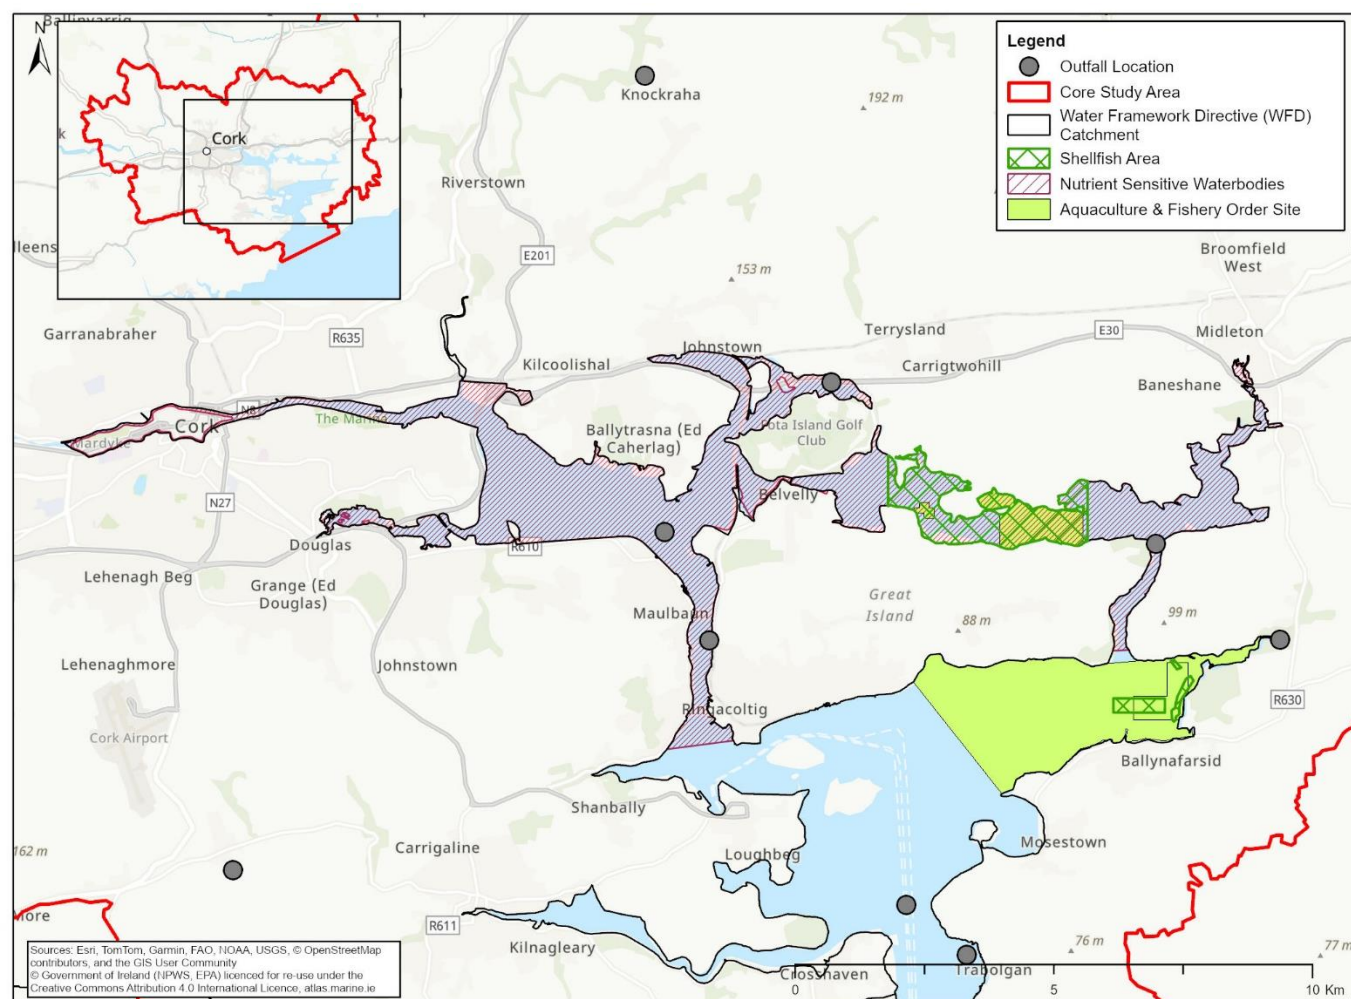 Ballinvarrig
N
k
Cork
lleens
Legend
Outfall Location
Core Study Area
Water Framework Directive (WFD)
Catchment
Shellfish Area
Nutrient Sensitive Waterbodies
Aquaculture & Fishery Order Site
Knockraha
192 m
Riverstown
E201
153 m
Broomfield
West
Garranabraher
R635
Kilcoolishal
Johnstown
Terrysland
E30
Midleton
Carrigtwohill
Baneshane
N8
The Marina
Cork
Mardyke
Ballytrasna (Ed
Caherlag)
Fota Island Golf
Club
Belvelly
N27
Douglas
R610
Lehenagh Beg
Grange (Ed
Douglas)
Maulbaun
Great
Island
88 m
99 m
Lehenaghmore
Johnstown
Ringacoltig
R630
Cork Airport
Ballynafarsid
Shanbally
162 m
Carrigaline
Loughbeg
Mosestown
More
R611
Kilnagleary
76 m
77 m
Crosshaven
Trabolgan
0
5
10 Km
Sources: Esri, TomTom, Garmin, FAO, NOAA, USGS, © OpenStreetMap
contributors, and the GIS User Community
© Government of Ireland (NPWS, EPA) licenced for re-use under the
Creative Commons Attribution 4.0 International Licence, atlas.marine.ie